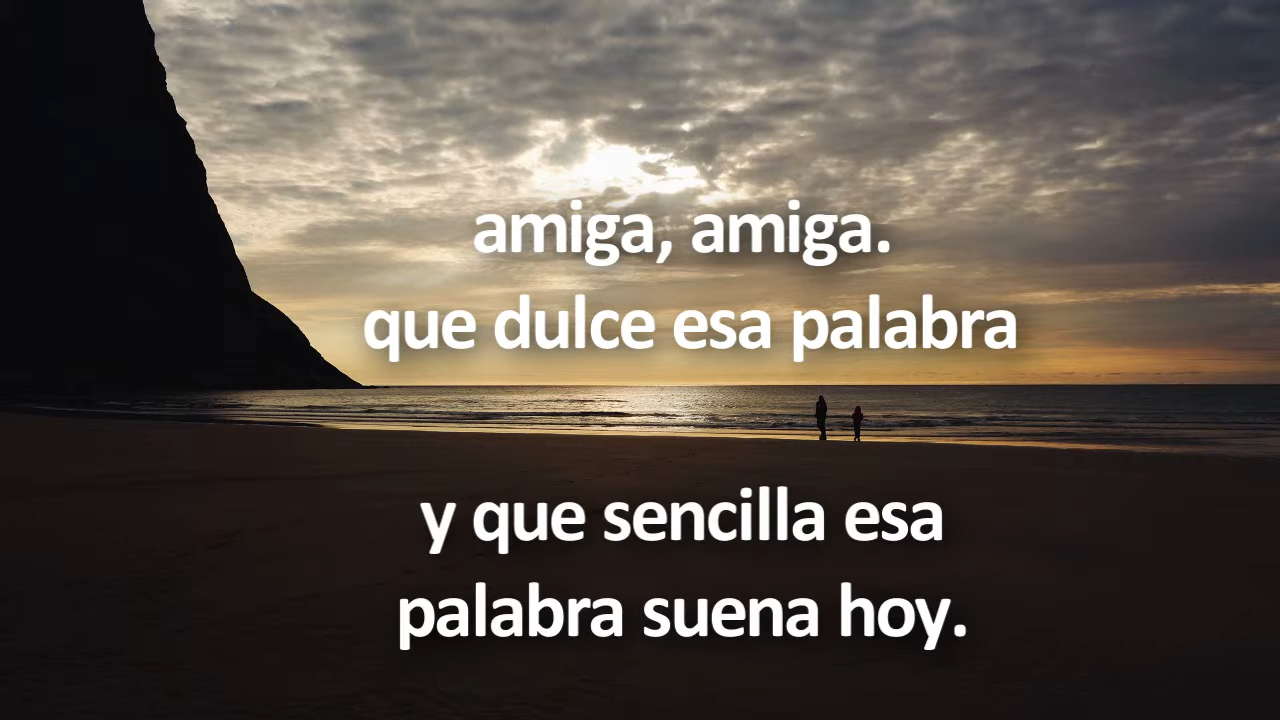 amiga, amiga.
que dulce esa palabra
y que sencilla esa
palabra suena hoy.